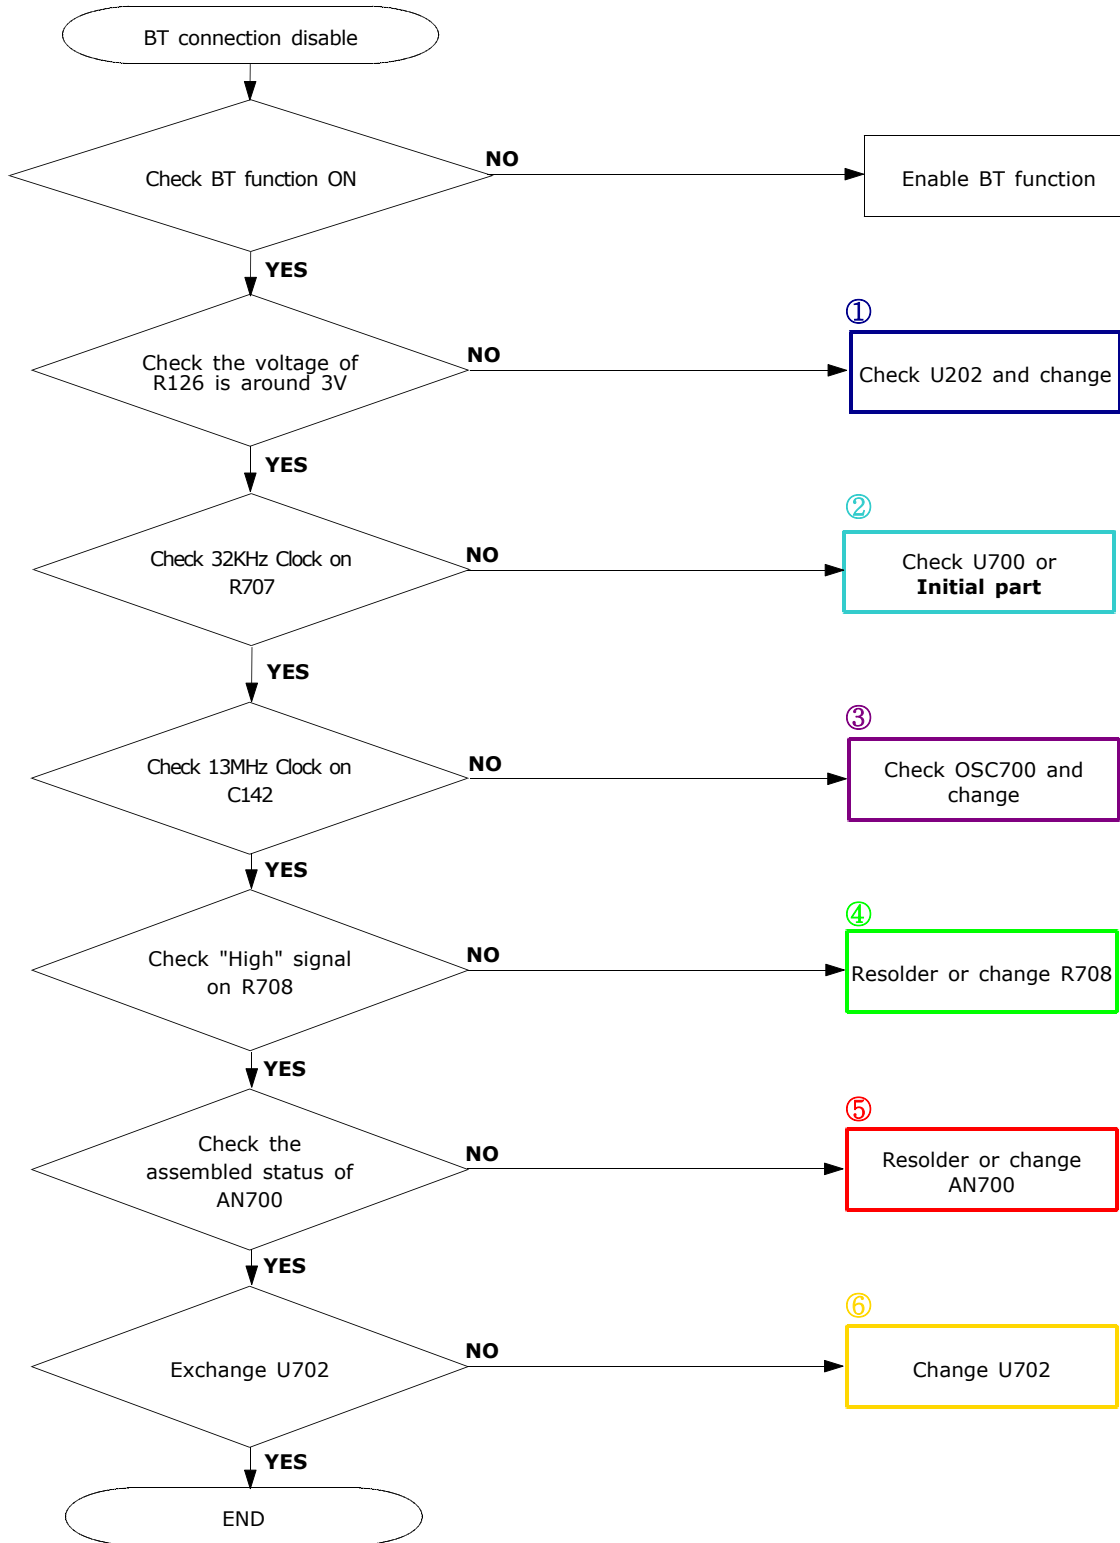 BT connection disable
Check BT function ON
NO
Enable BT function
YES
①
Check the voltage of
R126 is around 3V
NO
Check U202 and change
YES
②
Check 32KHz Clock on
R707
NO
Check U700 or
Initial part
YES
③
Check 13MHz Clock on
C142
NO
Check OSC700 and
change
YES
④
Check "High" signal
on R708
NO
Resolder or change R708
YES
⑤
Check the
assembled status of
AN700
NO
Resolder or change
AN700
YES
⑥
Exchange U702
NO
Change U702
YES
END